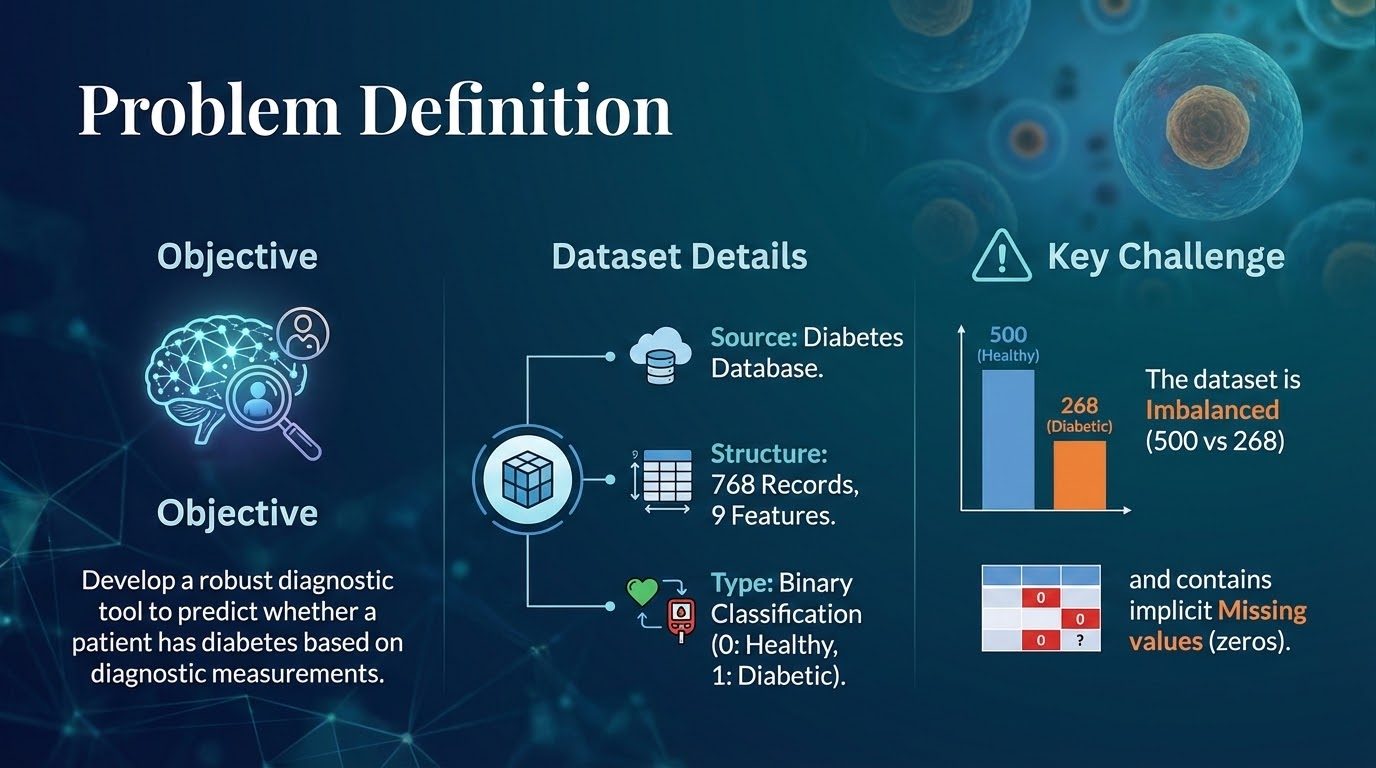 Problem Definition
Objective
Objective
Develop a robust diagnostic
tool to predict whether a
patient has diabetes based on
diagnostic measurements.
Dataset Details
Source: Diabetes
Database.
9
Structure:
768 Records,
9 Features.
Type: Binary
Classification
(0: Healthy,
1: Diabetic).
! Key Challenge
500
(Healthy)
268
(Diabetic)
The dataset is
Imbalanced
(500 vs 268)
0
0
0 ?
and contains
implicit Missing
values (zeros).